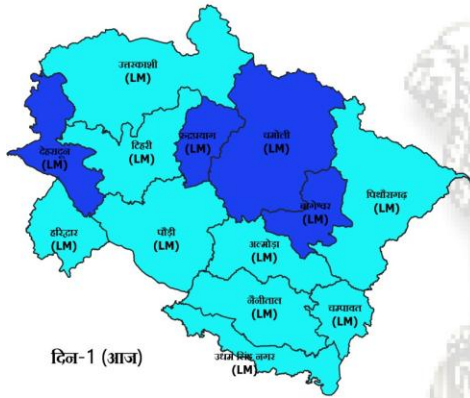 उत्तरकाशी
(LM)
देहरादून
(LM)
टिहरी
(LM)
रुद्रप्रयाग
(LM)
चमोली
(LM)
हरिद्वार
(LM)
पौड़ी
(LM)
बागेश्वर
(LM)
पिथौरागढ़
(LM)
अल्मोड़ा
(LM)
नैनीताल
(LM)
चम्पावत
(LM)
उधम सिंह नगर
(LM)
दिन-1 (आज)